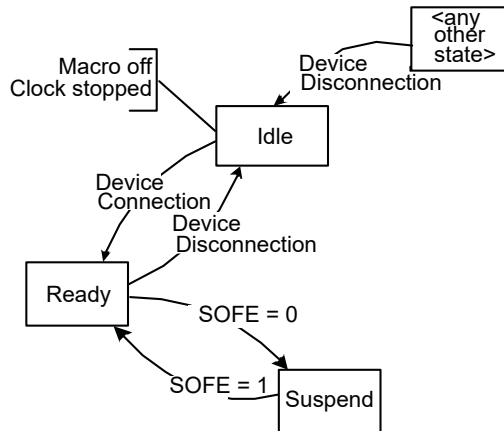 <any
other
state>
Macro off
Clock stopped
Device
Disconnection
Idle
Device
Connection
Device
Disconnection
Ready
SOFE = 0
SOFE = 1
Suspend